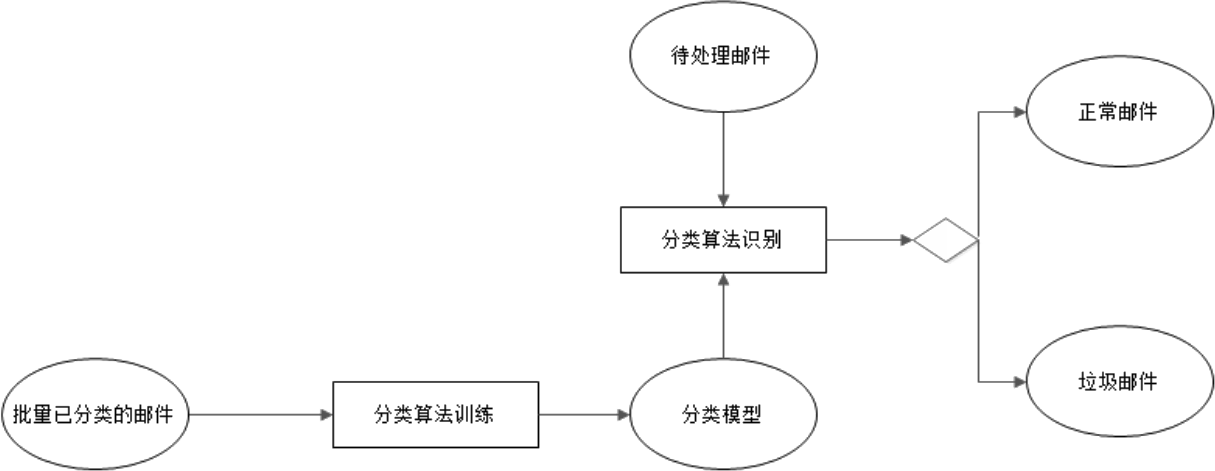 待处理邮件
正常邮件
分类算法识别
批量已分类的邮件
分类算法训练
分类模型
垃圾邮件